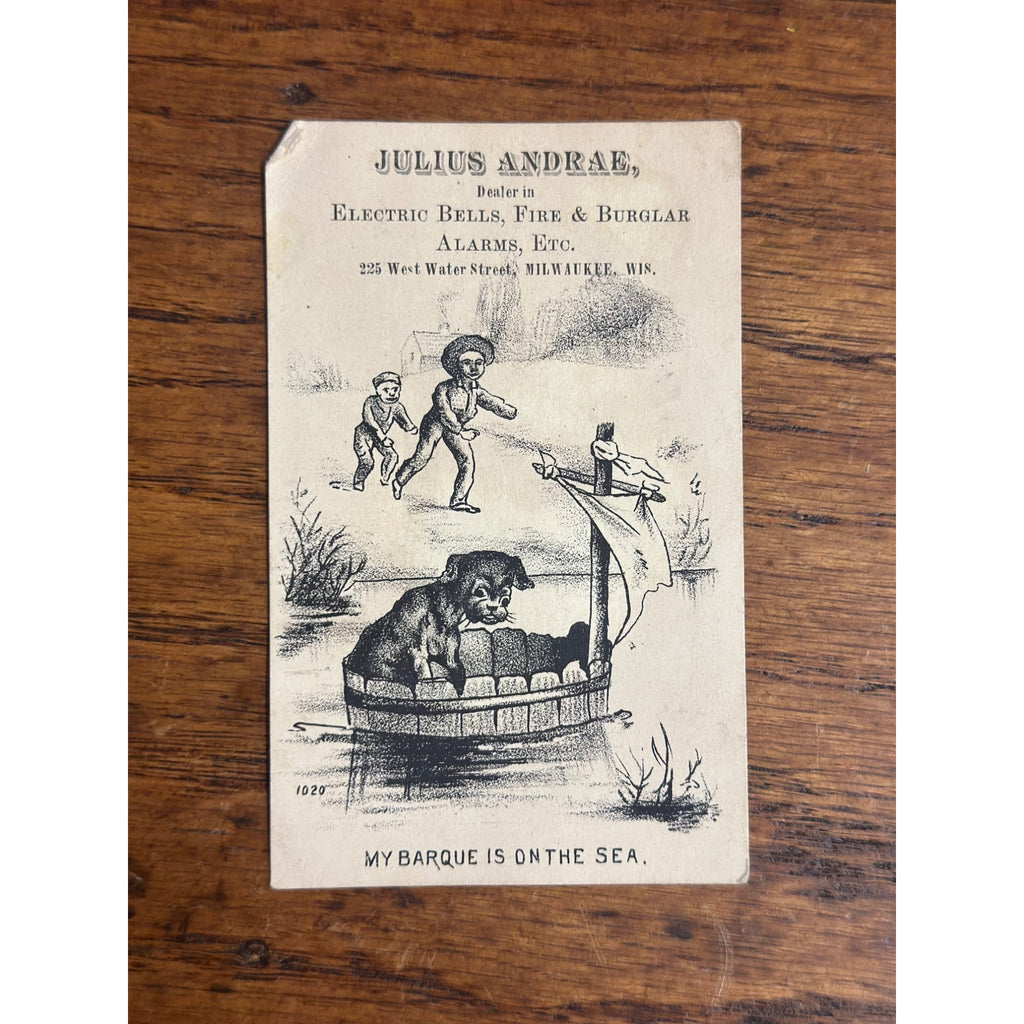 JULIUS ANDRAE,
Dealer in
ELECTRIC BELLS, FIRE & BURGLAR
ALARMS, ETC.
225 West Water Street, MILWAUKEE, WIS.
1020
MY BARQUE IS ON THE SEA.